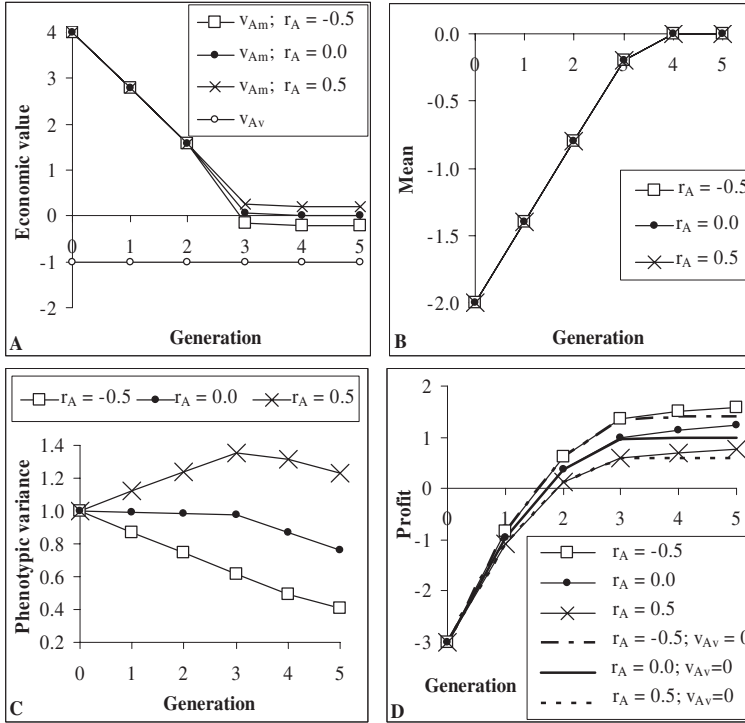 4
3
2
1
0
-1
-2
0 1 2 3 4 5
Economic value
Generation
v_Am; r_A = -0.5
v_Am; r_A = 0.0
v_Am; r_A = 0.5
v_Av
A
0.0
-0.5
-1.0
-1.5
-2.0
0 1 2 3 4 5
Mean
Generation
r_A = -0.5
r_A = 0.0
r_A = 0.5
B
r_A = -0.5 r_A = 0.0 r_A = 0.5
1.4
1.2
1.0
0.8
0.6
0.4
0.2
0 1 2 3 4 5
Phenotypic variance
Generation
C
2
1
0
-1
-2
-3
0 1 2 3 4 5
Profit
Generation
r_A = -0.5
r_A = 0.0
r_A = 0.5
r_A = -0.5; v_Av = 0
r_A = 0.0; v_Av=0
r_A = 0.5; v_Av=0
D